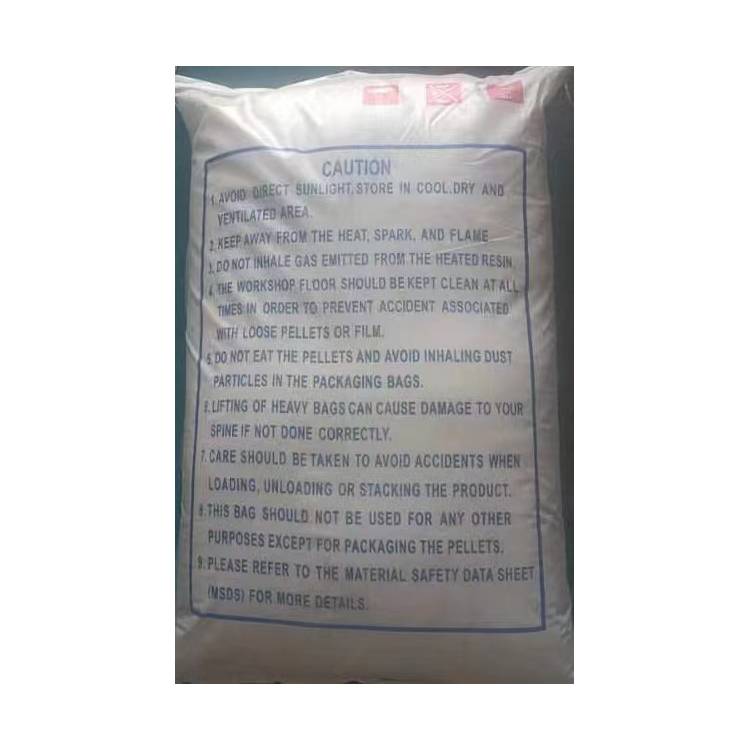 CAUTION
1. AVOID DIRECT SUNLIGHT, STORE IN COOL.DRY AND
VENTILATED AREA.
2. KEEP AWAY FROM THE HEAT, SPARK, AND FLAME
3. DO NOT INHALE GAS EMITTED FROM THE HEATED RESIN.
4. THE WORKSHOP FLOOR SHOULD BE KEPT CLEAN AT ALL
TIMES IN ORDER TO PREVENT ACCIDENT ASSOCIATED
WITH LOOSE PELLETS OR FILM.
5. DO NOT EAT THE PELLETS AND AVOID INHALING DUST
PARTICLES IN THE PACKAGING BAGS.
6. LIFTING OF HEAVY BAGS CAN CAUSE DAMAGE TO YOUR
SPINE IF NOT DONE CORRECTLY.
7. CARE SHOULD BE TAKEN TO AVOID ACCIDENTS WHEN
LOADING, UNLOADING OR STACKING THE PRODUCT.
8. THIS BAG SHOULD NOT BE USED FOR ANY OTHER
PURPOSES EXCEPT FOR PACKAGING THE PELLETS.
9. PLEASE REFER TO THE MATERIAL SAFETY DATA SHEET
(MSDS) FOR MORE DETAILS.